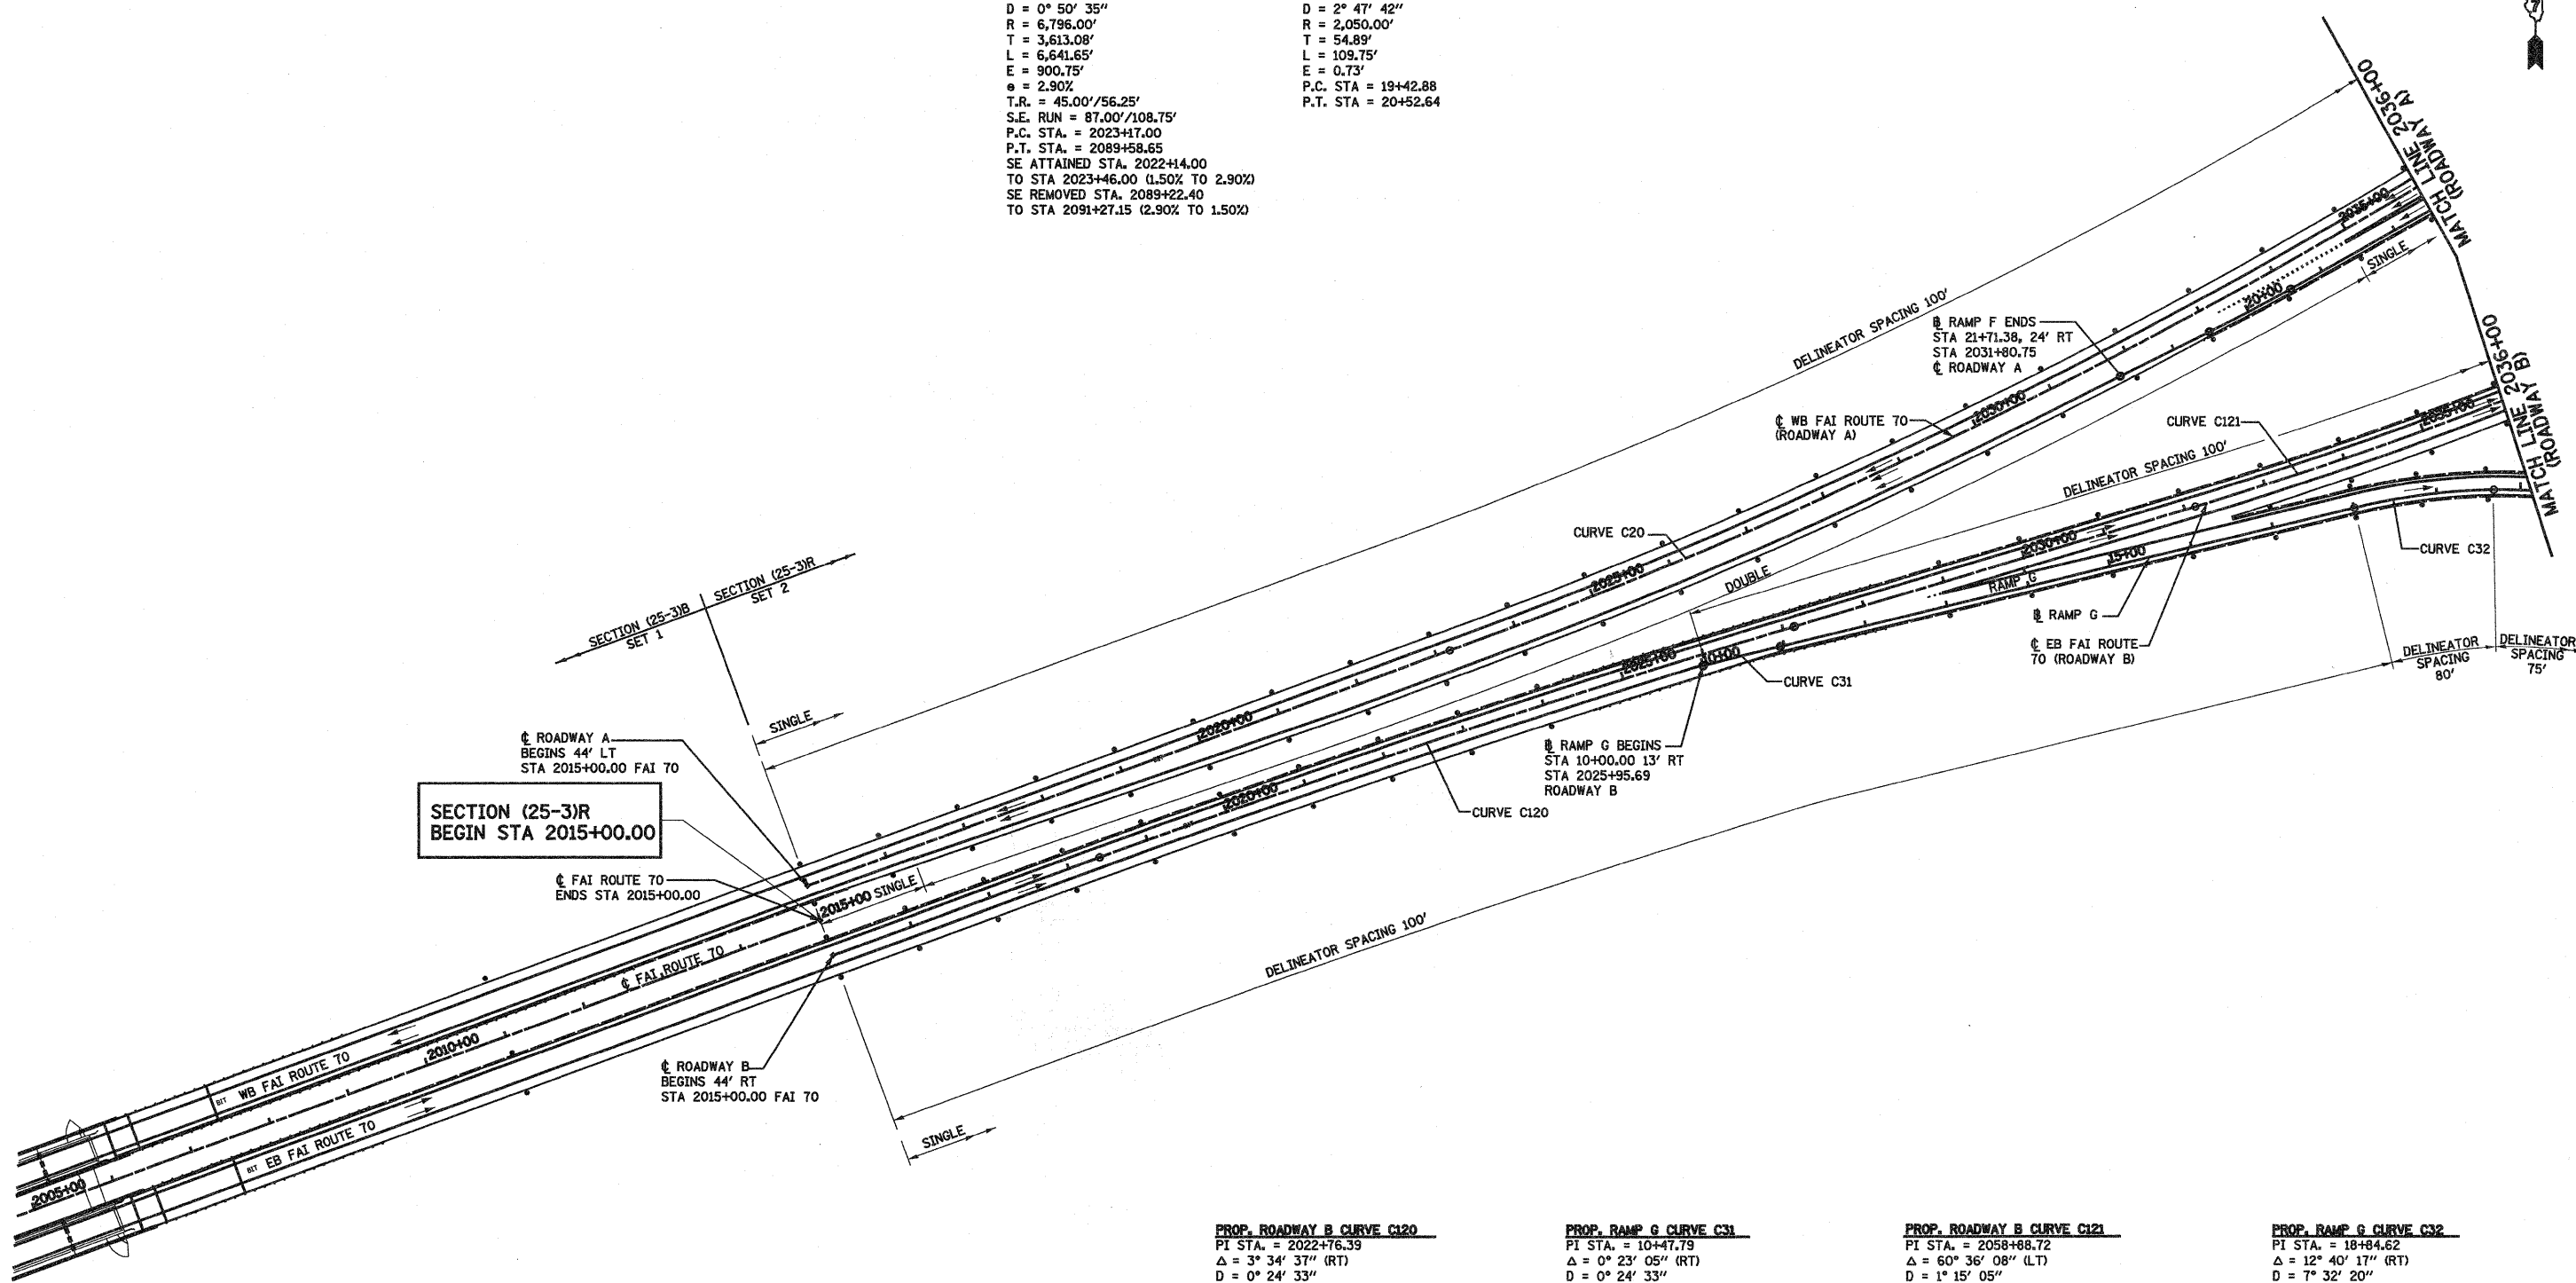 D = 0° 50' 35"
R = 6,796.00'
T = 3,613.08'
L = 6,641.65'
E = 900.75'
e = 2.90%
T.R. = 45.00'/56.25'
S.E. RUN = 87.00'/108.75'
P.C. STA. = 2023+17.00
P.T. STA. = 2089+58.65
SE ATTAINED STA. 2022+14.00
TO STA 2023+46.00 (1.50% TO 2.90%)
SE REMOVED STA. 2089+22.40
TO STA 2091+27.15 (2.90% TO 1.50%)
D = 2° 47' 42"
R = 2,050.00'
T = 54.89'
L = 109.75'
E = 0.73'
P.C. STA = 19+42.88
P.T. STA = 20+52.64
7
MATCH LINE 2036+00
(ROADWAY A)
2035+00
SINGLE
20+00
DELINEATOR SPACING 100'
℄ RAMP F ENDS
STA 21+71.38, 24' RT
STA 2031+80.75
℄ ROADWAY A
MATCH LINE 2036+00
(ROADWAY B)
2030+00
℄ WB FAI ROUTE 70
(ROADWAY A)
CURVE C121
2035+00
DELINEATOR SPACING 100'
CURVE C20
CURVE C32
2030+00
15+00
2025+00
DOUBLE
RAMP G
SECTION (25-3)B
SET 1
SECTION (25-3)R
SET 2
℄ RAMP G
℄ EB FAI ROUTE
70 (ROADWAY B)
DELINEATOR
SPACING
80'
DELINEATOR
SPACING
75'
2025+00
10+00
CURVE C31
SINGLE
2020+00
℄ ROADWAY A
BEGINS 44' LT
STA 2015+00.00 FAI 70
℄ RAMP G BEGINS
STA 10+00.00 13' RT
STA 2025+95.69
ROADWAY B
BIT
2020+00
BIT
CURVE C120
SECTION (25-3)R
BEGIN STA 2015+00.00
℄ FAI ROUTE 70
ENDS STA 2015+00.00
2015+00
SINGLE
DELINEATOR SPACING 100'
℄ FAI ROUTE 70
2010+00
℄ ROADWAY B
BEGINS 44' RT
STA 2015+00.00 FAI 70
BIT
WB FAI ROUTE 70
BIT
EB FAI ROUTE 70
SINGLE
2005+00
PROP. ROADWAY B CURVE C120
PI STA. = 2022+76.39
Δ = 3° 34' 37" (RT)
D = 0° 24' 33"
PROP. RAMP G CURVE C31
PI STA. = 10+47.79
Δ = 0° 23' 05" (RT)
D = 0° 24' 33"
PROP. ROADWAY B CURVE C121
PI STA. = 2058+88.72
Δ = 60° 36' 08" (LT)
D = 1° 15' 05"
PROP. RAMP G CURVE C32
PI STA. = 18+84.62
Δ = 12° 40' 17" (RT)
D = 7° 32' 20"